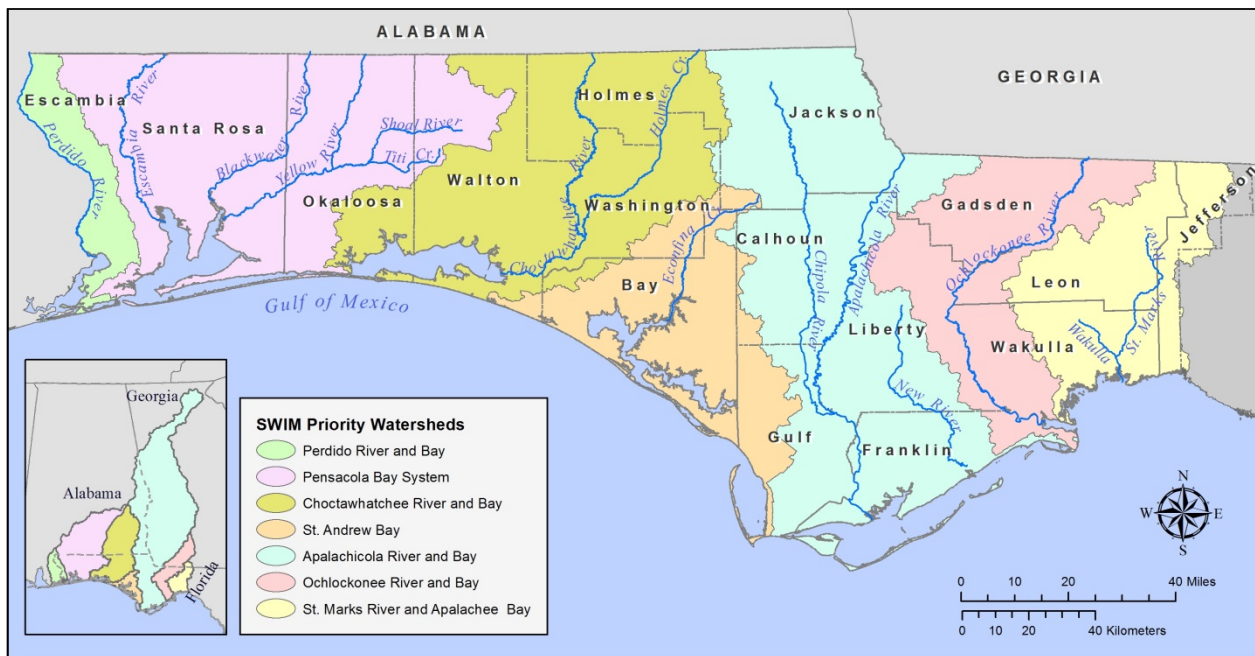 ALABAMA
GEORGIA
Escambia
Perdido River
Escambia River
Santa Rosa
Blackwater River
Yellow River
Shoal River
Titi Cr.
Okaloosa
Walton
Holmes
Holmes Cr.
Choctawhatchee River
Washington
Econfina C.
Bay
Jackson
Calhoun
Chipola River
Apalachicola River
Gadsden
Ochlockonee River
Liberty
New River
Gulf
Franklin
Leon
Wakulla
Wakulla
St. Marks River
Jefferson
Gulf of Mexico
Georgia
Alabama
Florida
SWIM Priority Watersheds
Perdido River and Bay
Pensacola Bay System
Choctawhatchee River and Bay
St. Andrew Bay
Apalachicola River and Bay
Ochlockonee River and Bay
St. Marks River and Apalachee Bay
N
W E
S
0 10 20 40 Miles
0 10 20 40 Kilometers